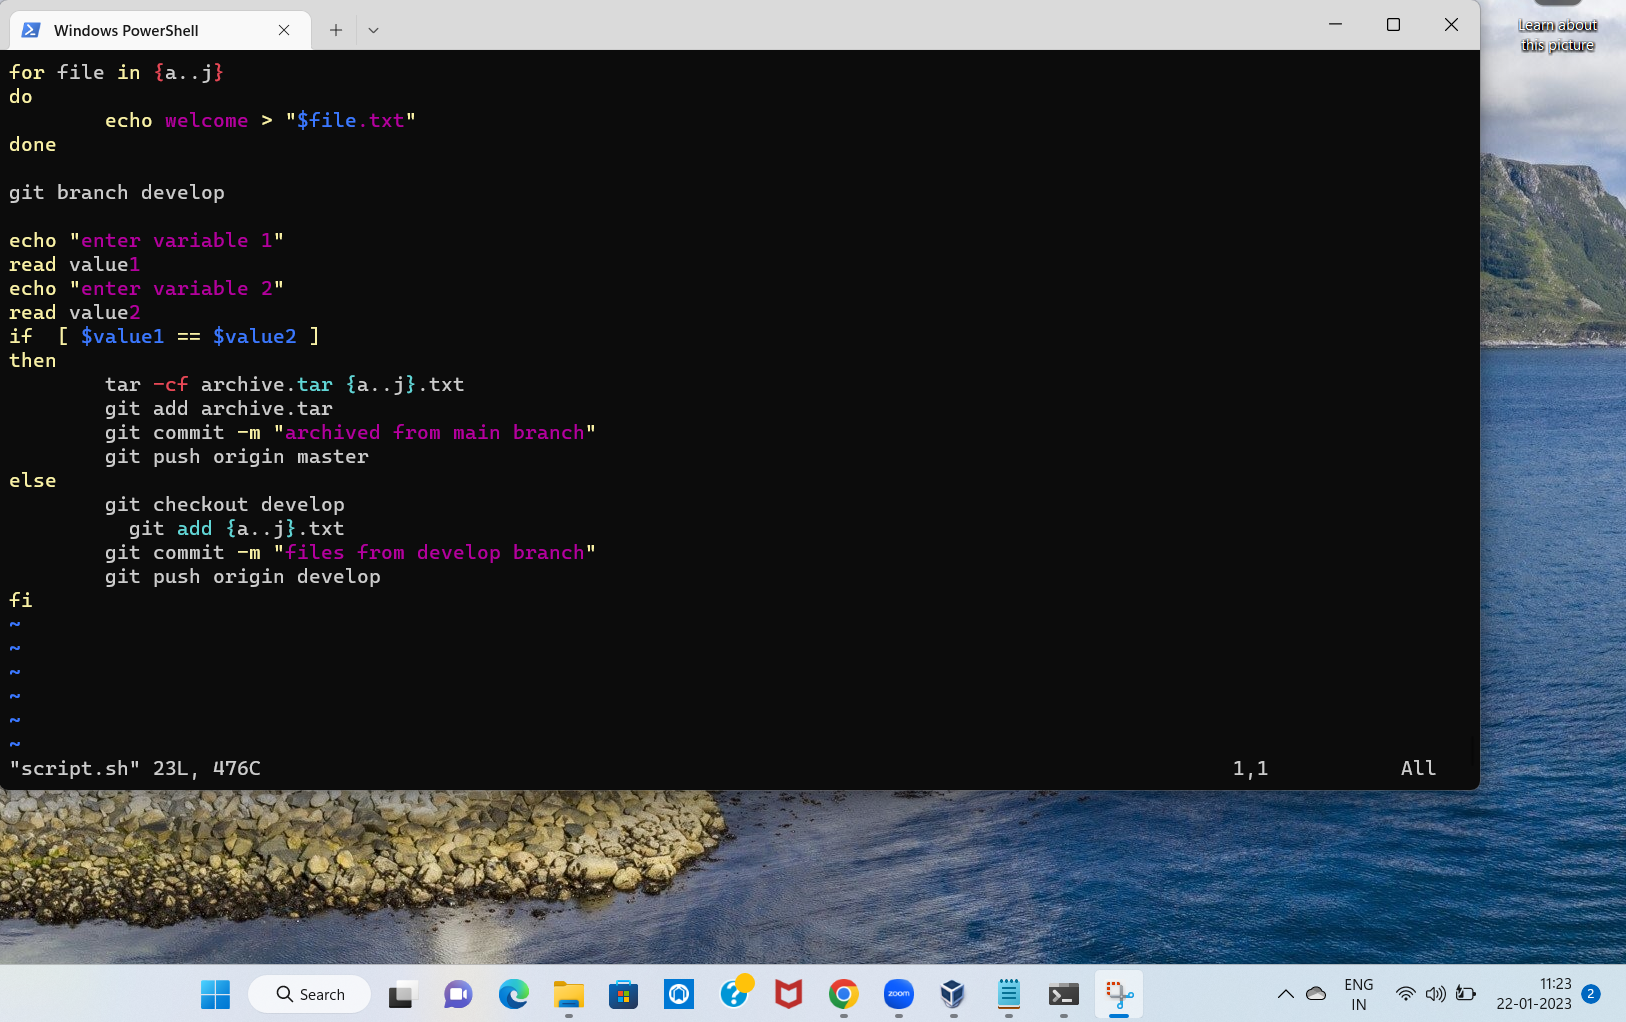 Windows PowerShell
Learn about
this picture
for file in {a..j}
do
        echo welcome > "$file.txt"
done
git branch develop
echo "enter variable 1"
read value1
echo "enter variable 2"
read value2
if  [ $value1 == $value2 ]
then
        tar -cf archive.tar {a..j}.txt
        git add archive.tar
        git commit -m "archived from main branch"
        git push origin master
else
        git checkout develop
          git add {a..j}.txt
        git commit -m "files from develop branch"
        git push origin develop
fi
~
~
~
~
~
~
"script.sh" 23L, 476C 1,1 All
Search
zoom
ENG
IN
11:23
22-01-2023
2